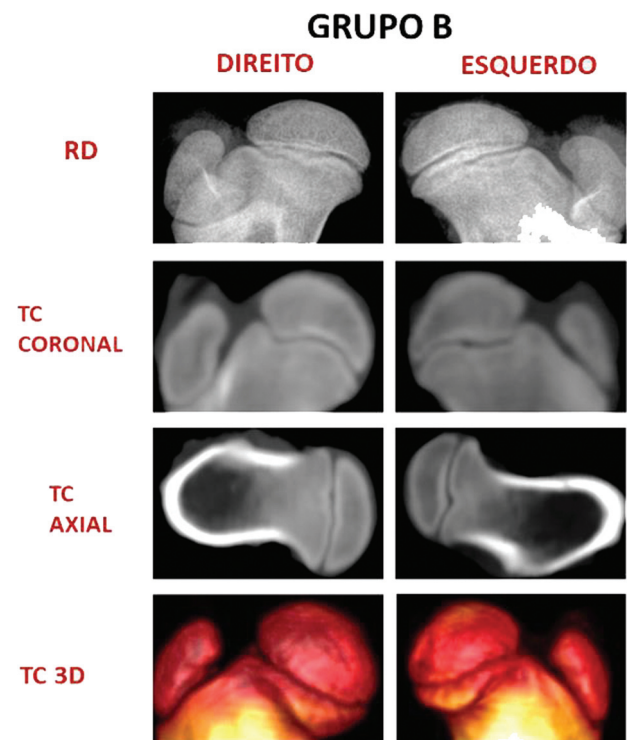 GRUPO B
DIREITO
ESQUERDO
RD
TC
CORONAL
TC
AXIAL
TC 3D